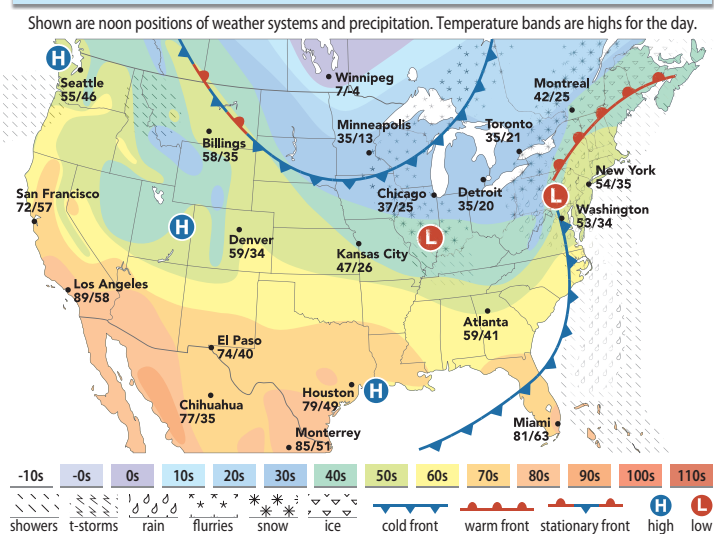 Shown are noon positions of weather systems and precipitation. Temperature bands are highs for the day.
H
Seattle
55/46
Winnipeg
7/-4
Montreal
42/25
Minneapolis
35/13
Toronto
35/21
Billings
58/35
New York
54/35
San Francisco
72/57
Chicago
37/25
Detroit
35/20
L
Washington
53/34
H
Denver
59/34
L
Kansas City
47/26
Los Angeles
89/58
Atlanta
59/41
El Paso
74/40
Houston
79/49
H
Chihuahua
77/35
Miami
81/63
Monterrey
85/51
-10s -0s 0s 10s 20s 30s 40s 50s 60s 70s 80s 90s 100s 110s
H L
showers t-storms rain flurries snow ice cold front warm front stationary front high low